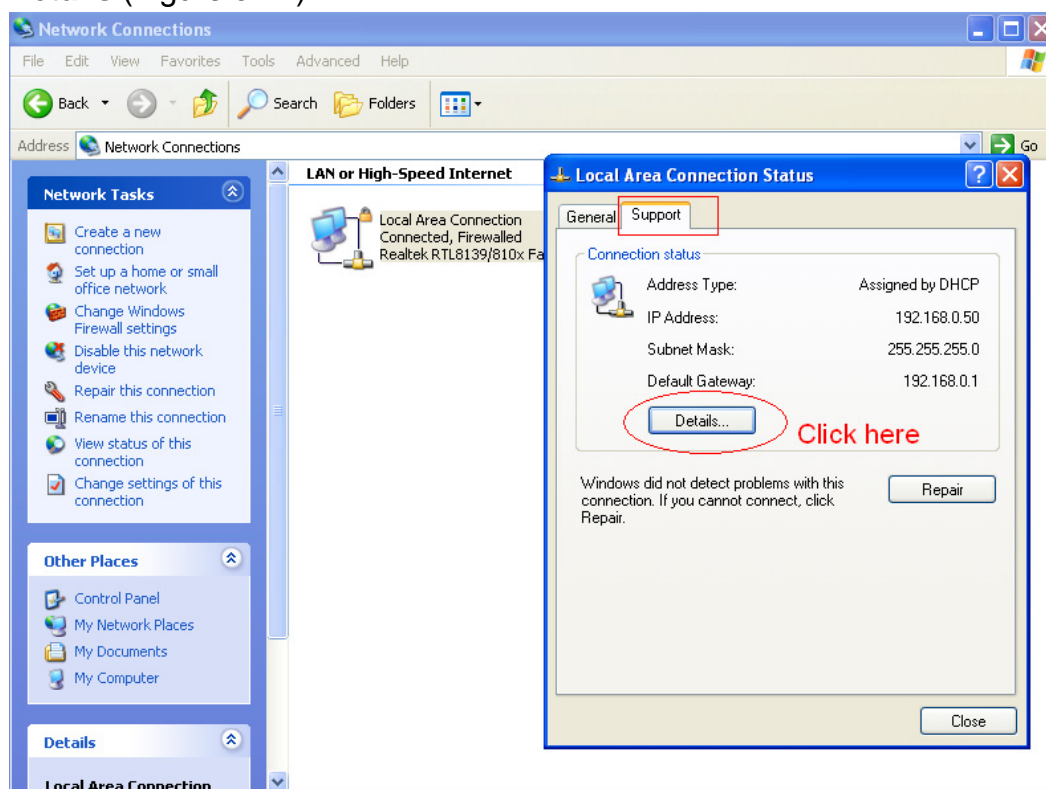 Network Connections
File Edit View Favorites Tools Advanced Help
Back Search Folders
Address Network Connections Go
Network Tasks
Create a new
connection
Set up a home or small
office network
Change Windows
Firewall settings
Disable this network
device
Repair this connection
Rename this connection
View status of this
connection
Change settings of this
connection
Other Places
Control Panel
My Network Places
My Documents
My Computer
Details
Local Area Connection
LAN or High-Speed Internet
Local Area Connection
Connected, Firewalled
Realtek RTL8139/810x Fa
Local Area Connection Status
General Support
Connection status
Address Type: Assigned by DHCP
IP Address: 192.168.0.50
Subnet Mask: 255.255.255.0
Default Gateway: 192.168.0.1
Details...
Click here
Windows did not detect problems with this
connection. If you cannot connect, click
Repair.
Repair
Close